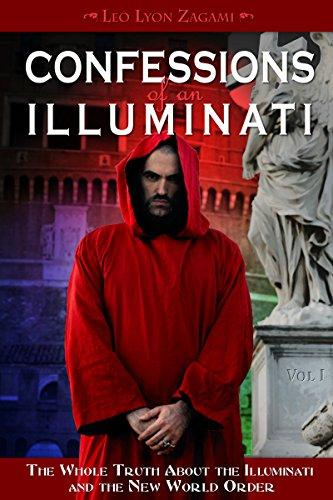 LEO LYON ZAGAMI
CONFESSIONS
of an
ILLUMINATI
VOL I
THE WHOLE TRUTH ABOUT THE ILLUMINATI
AND THE NEW WORLD ORDER